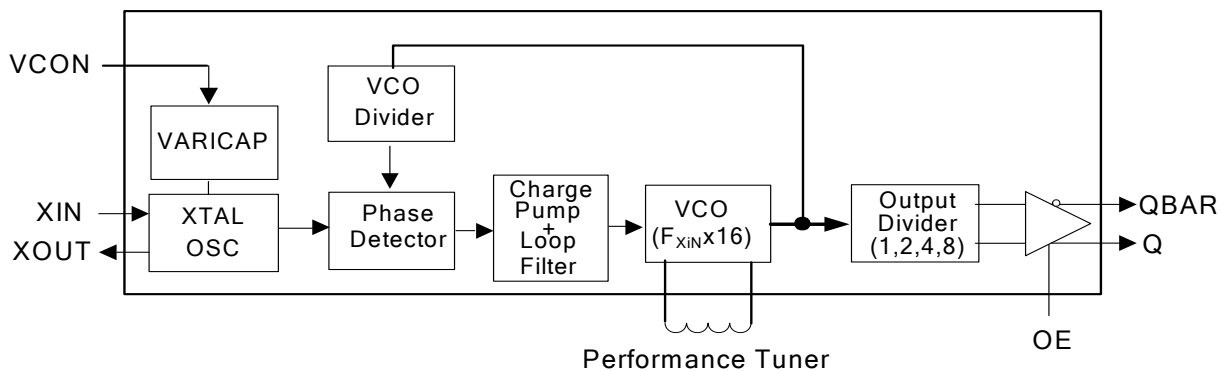 VCON
VCO
Divider
VARICAP
XIN
XOUT
XTAL
OSC
Phase
Detector
Charge
Pump
+
Loop
Filter
VCO
(FXiNx16)
Output
Divider
(1,2,4,8)
QBAR
Q
OE
Performance Tuner